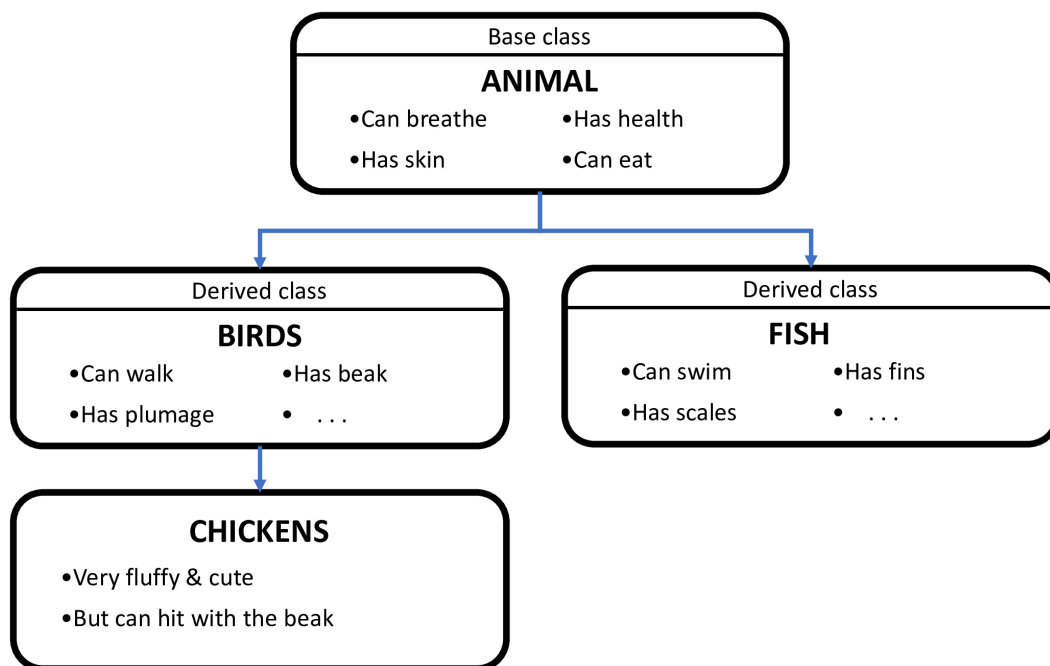 Base class
ANIMAL
•Can breathe •Has health
•Has skin •Can eat
Derived class
BIRDS
•Can walk •Has beak
•Has plumage • . . .
Derived class
FISH
•Can swim •Has fins
•Has scales • . . .
CHICKENS
•Very fluffy & cute
•But can hit with the beak